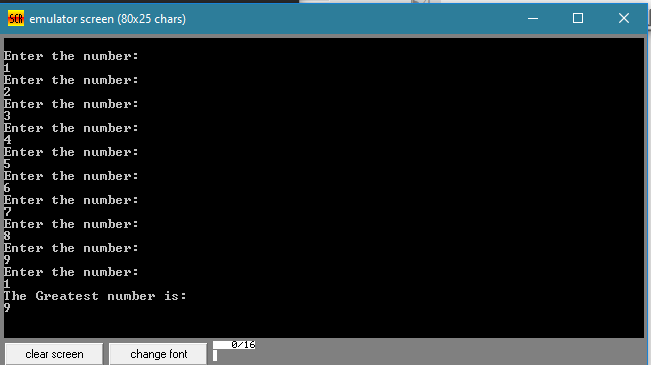 SCR emulator screen (80x25 chars)
Enter the number:
1
Enter the number:
2
Enter the number:
3
Enter the number:
4
Enter the number:
5
Enter the number:
6
Enter the number:
7
Enter the number:
8
Enter the number:
9
Enter the number:
1
The Greatest number is:
9
clear screen change font 0/16